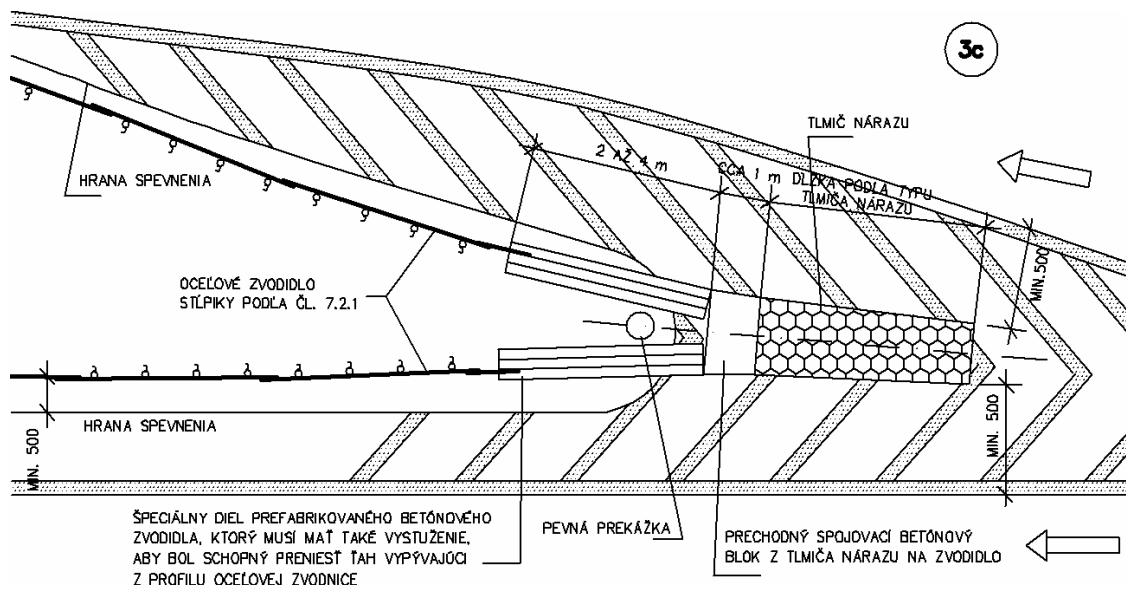 3c
TLMIČ NÁRAZU
2 AŽ 4 m
CCA 1 m
DĹŽKA PODĽA TYPU
TLMIČA NÁRAZU
HRANA SPEVNENIA
MIN.500
OCEĽOVÉ ZVODIDLO
STĹPIKY PODĽA ČL. 7.2.1
HRANA SPEVNENIA
MIN. 500
MIN. 500
ŠPECIÁLNY DIEL PREFABRIKOVANÉHO BETÓNOVÉHO
ZVODIDLA, KTORÝ MUSÍ MAŤ TAKÉ VYSTUŽENIE,
ABY BOL SCHOPNÝ PRENIESŤ ŤAH VYPÝVAJÚCI
Z PROFILU OCEĽOVEJ ZVODNICE
PEVNÁ PREKÁŽKA
PRECHODNÝ SPOJOVACÍ BETÓNOVÝ
BLOK Z TLMIČA NÁRAZU NA ZVODIDLO